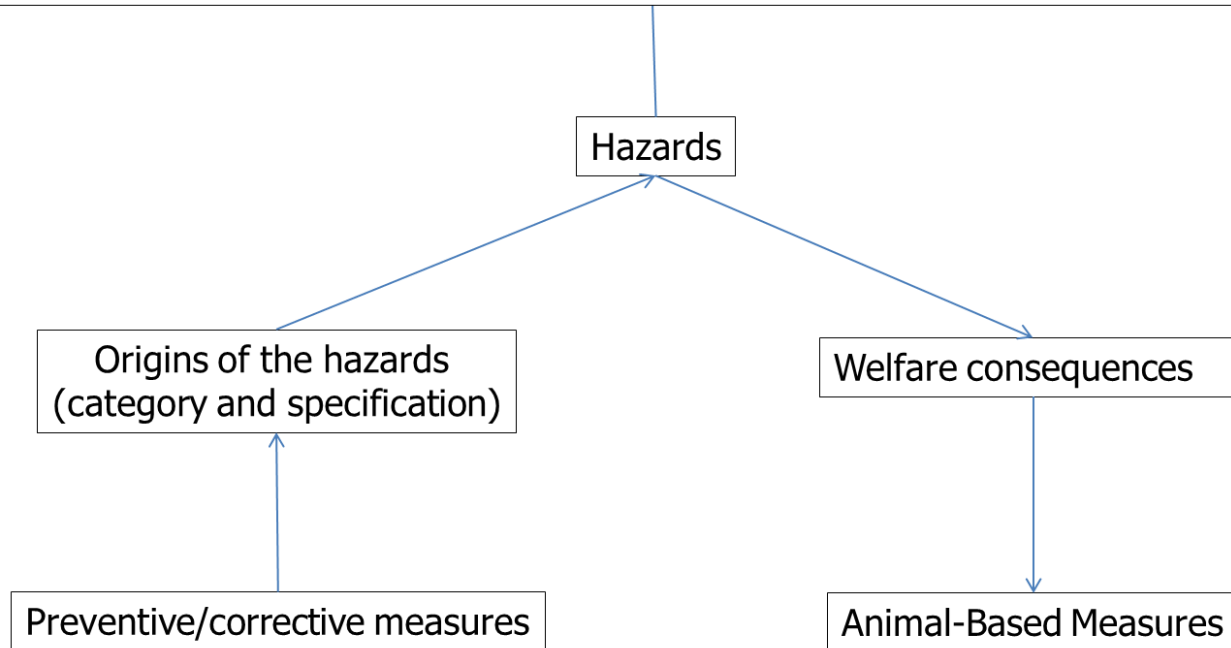 Hazards
Origins of the hazards
(category and specification)
Welfare consequences
Preventive/corrective measures
Animal-Based Measures